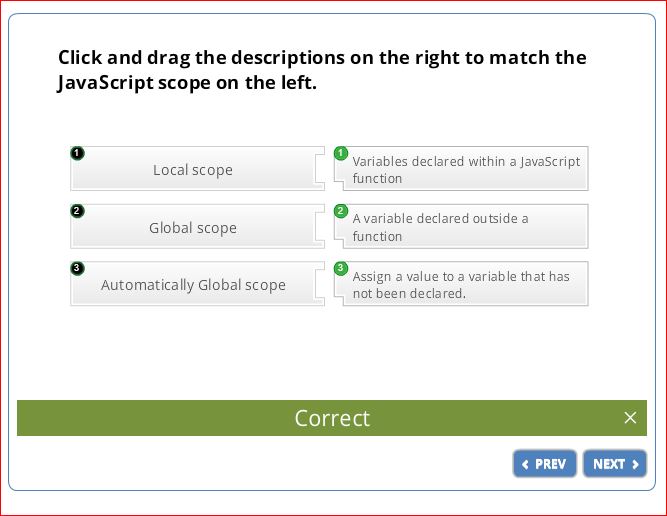 Click and drag the descriptions on the right to match the
JavaScript scope on the left.
1
Local scope
1
Variables declared within a JavaScript
function
2
Global scope
2
A variable declared outside a
function
3
Automatically Global scope
3
Assign a value to a variable that has
not been declared.
Correct
PREV
NEXT